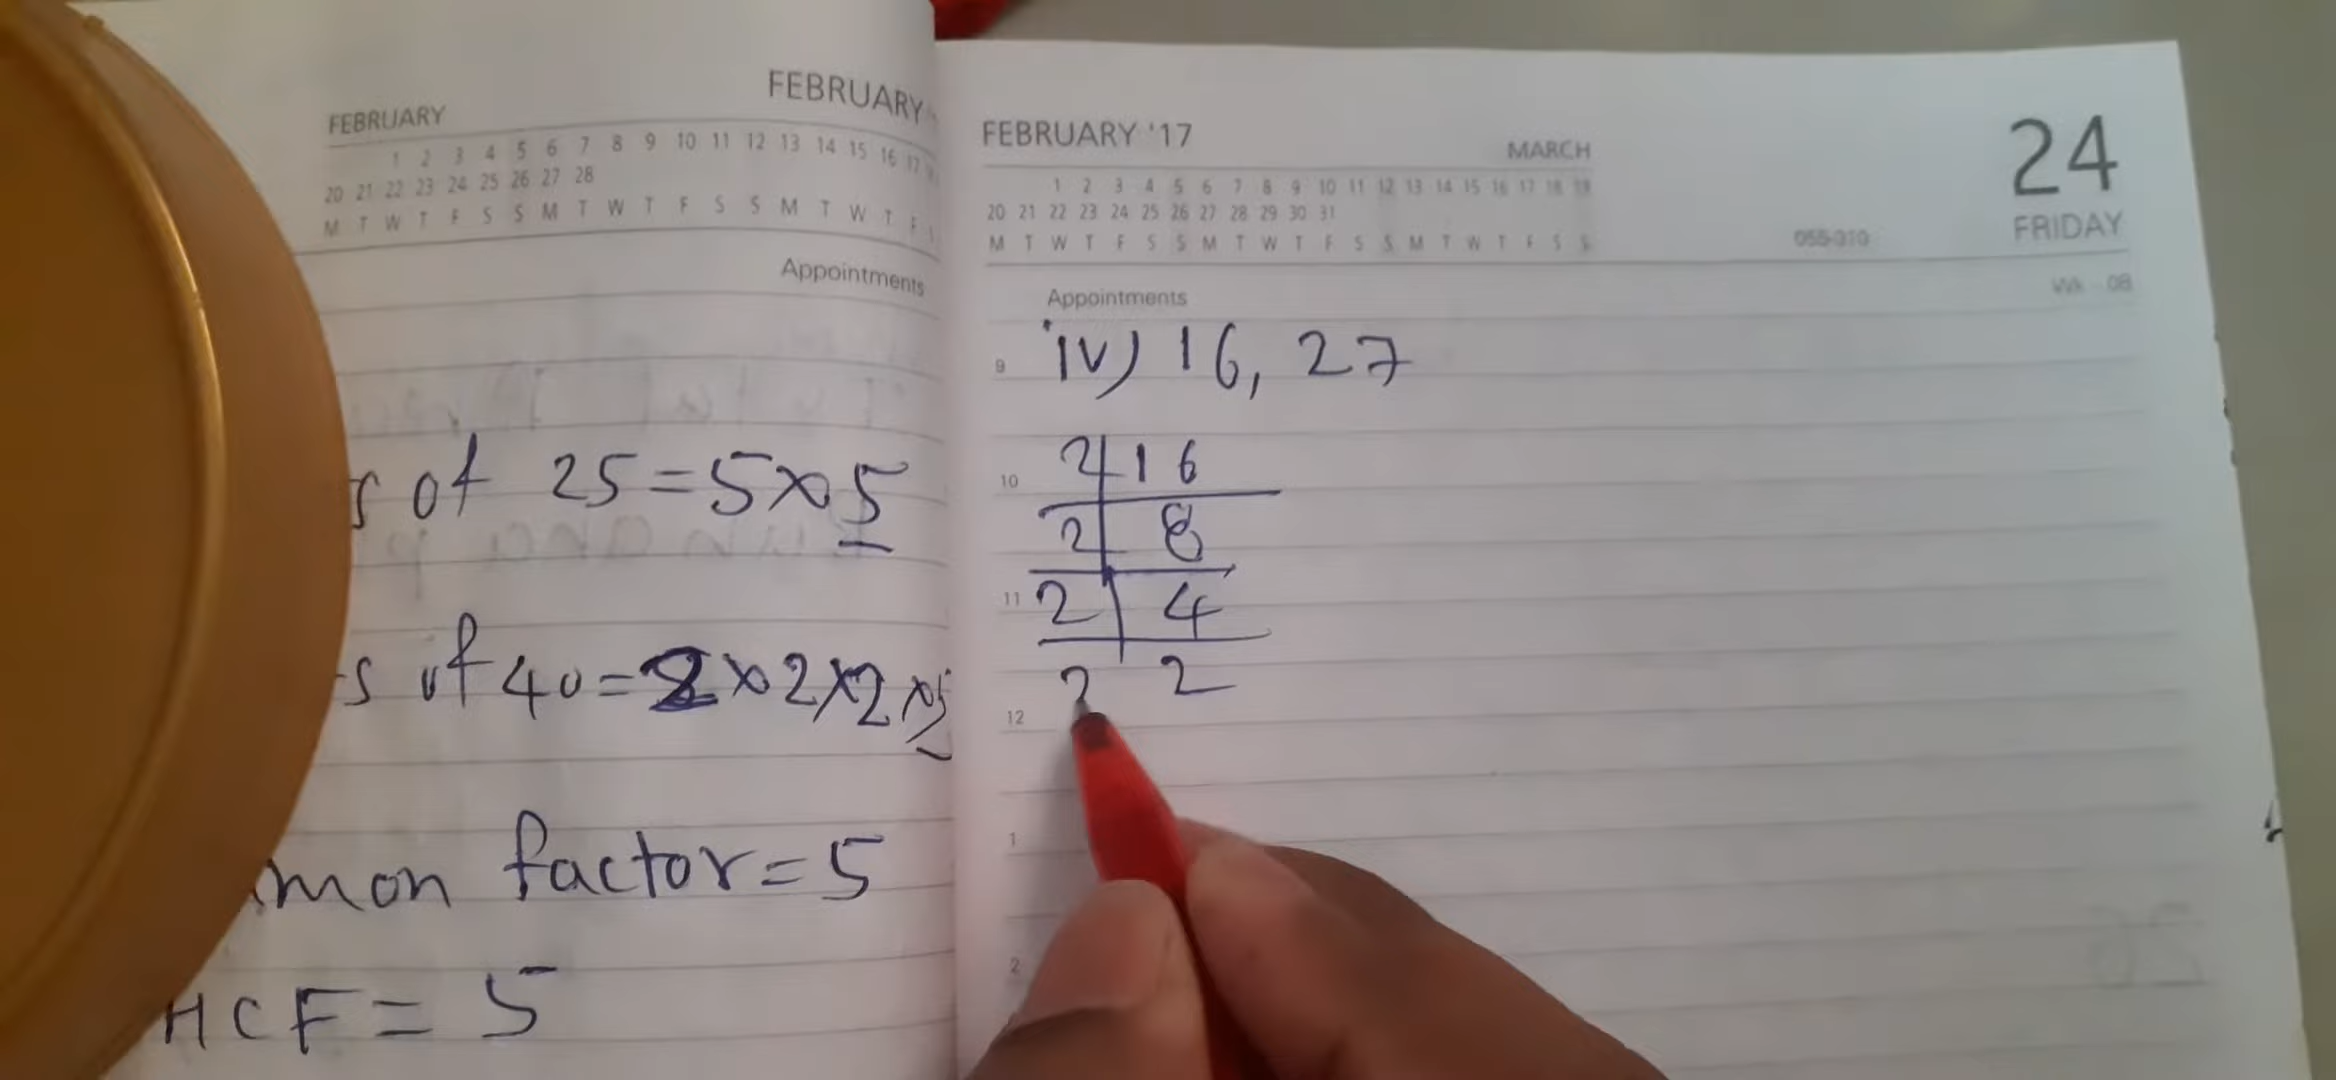 FEBRUARY
FEBRUARY
1 2 3 4 5 6 7 8 9 10 11 12 13 14 15 16 17
20 21 22 23 24 25 26 27 28
M T W T F S S M T W T F S S M T W T F
Appointments
of 25 = 5 × 5
of 40 = 2 × 2 × 2 × 5
factor = 5
HCF = 5
FEBRUARY '17
MARCH
24
FRIDAY
1 2 3 4 5 6 7 8 9 10 11 12 13 14 15 16 17 18 19
20 21 22 23 24 25 26 27 28 29 30 31
M T W T F S S M T W T F S S M T W T F S S
055-310
Wk 08
Appointments
9 iv) 16, 27
10 2 16
2 8
11 2 4
2 2
12
1
2